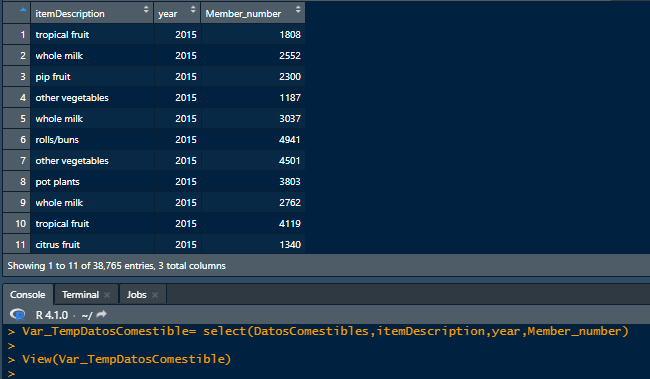 itemDescription year Member_number
1 tropical fruit 2015 1808
2 whole milk 2015 2552
3 pip fruit 2015 2300
4 other vegetables 2015 1187
5 whole milk 2015 3037
6 rolls/buns 2015 4941
7 other vegetables 2015 4501
8 pot plants 2015 3803
9 whole milk 2015 2762
10 tropical fruit 2015 4119
11 citrus fruit 2015 1340
Showing 1 to 11 of 38,765 entries, 3 total columns
Console Terminal × Jobs ×
R R 4.1.0 · ~/
> Var_TempDatosComestible= select(DatosComestibles,itemDescription,year,Member_number)
>
> View(Var_TempDatosComestible)
>